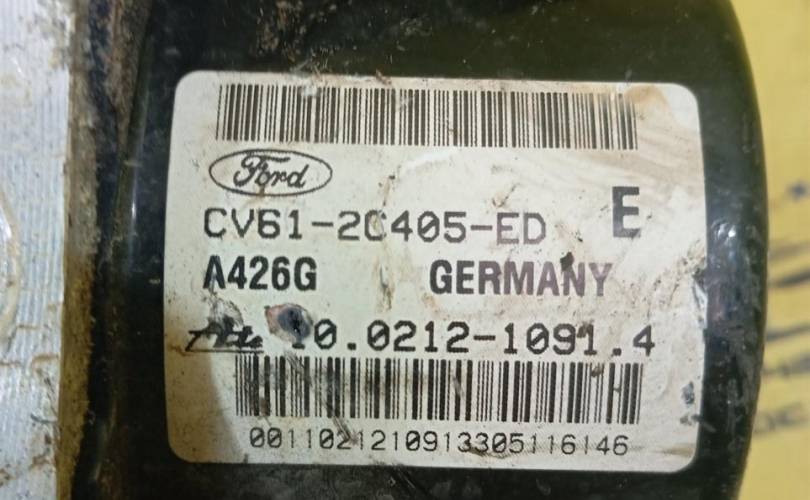 Ford
CV61-2C405-ED E
A426G GERMANY
Ate 10.0212-1091.4
00110212109133305116146